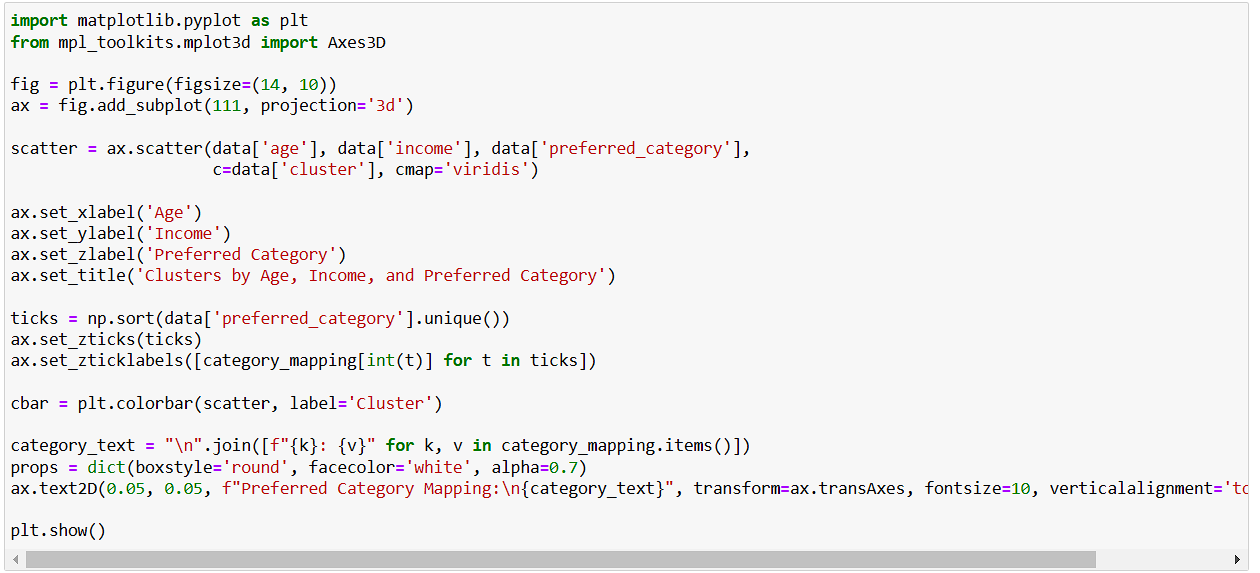 import matplotlib.pyplot as plt
from mpl_toolkits.mplot3d import Axes3D

fig = plt.figure(figsize=(14, 10))
ax = fig.add_subplot(111, projection='3d')

scatter = ax.scatter(data['age'], data['income'], data['preferred_category'],
                     c=data['cluster'], cmap='viridis')

ax.set_xlabel('Age')
ax.set_ylabel('Income')
ax.set_zlabel('Preferred Category')
ax.set_title('Clusters by Age, Income, and Preferred Category')

ticks = np.sort(data['preferred_category'].unique())
ax.set_zticks(ticks)
ax.set_zticklabels([category_mapping[int(t)] for t in ticks])

cbar = plt.colorbar(scatter, label='Cluster')

category_text = "\n".join([f"{k}: {v}" for k, v in category_mapping.items()])
props = dict(boxstyle='round', facecolor='white', alpha=0.7)
ax.text2D(0.05, 0.05, f"Preferred Category Mapping:\n{category_text}", transform=ax.transAxes, fontsize=10, verticalalignment=

plt.show()